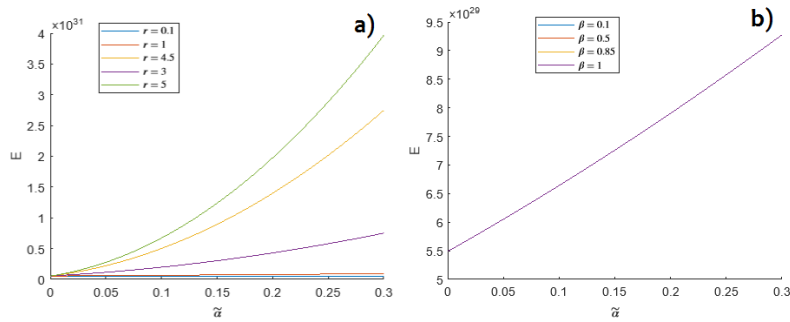 a)
×10^31
r = 0.1
r = 1
r = 4.5
r = 3
r = 5
4
3.5
3
2.5
2
1.5
1
0.5
0
E
0 0.05 0.1 0.15 0.2 0.25 0.3
α̃
b)
×10^29
β = 0.1
β = 0.5
β = 0.85
β = 1
9.5
9
8.5
8
7.5
7
6.5
6
5.5
5
E
0 0.05 0.1 0.15 0.2 0.25 0.3
α̃